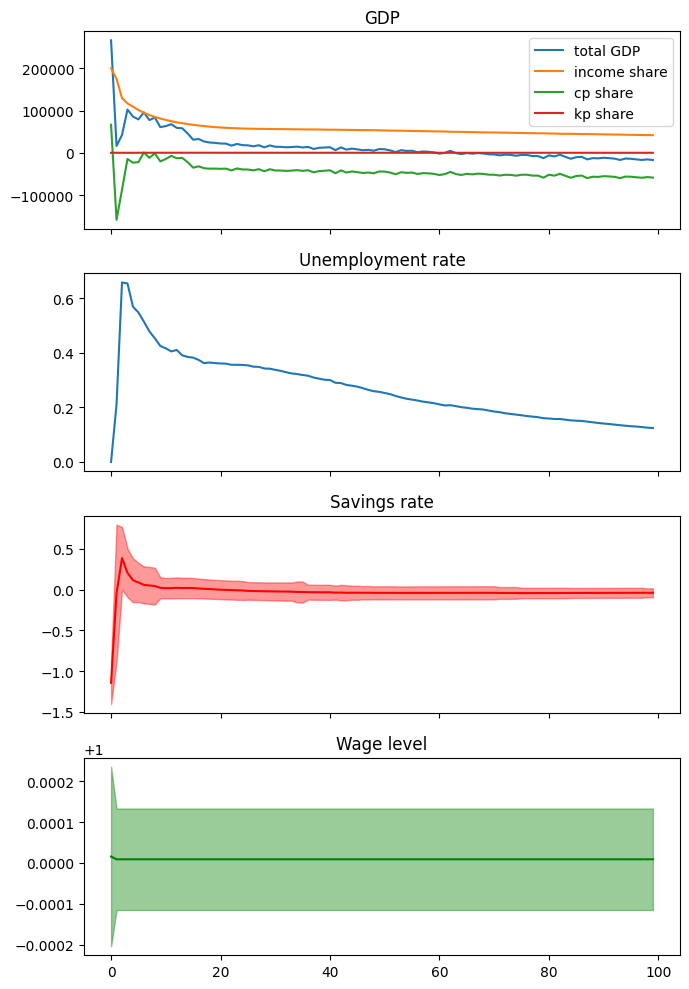 GDP
total GDP
income share
cp share
kp share
200000
100000
0
−100000
Unemployment rate
0.6
0.4
0.2
0.0
Savings rate
0.5
0.0
−0.5
−1.0
−1.5
Wage level
+1
0.0002
0.0001
0.0000
−0.0001
−0.0002
0 20 40 60 80 100